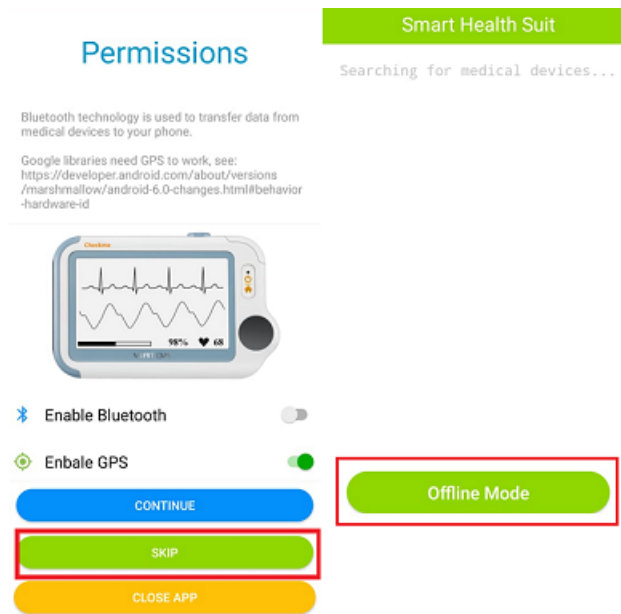 Permissions
Bluetooth technology is used to transfer data from
medical devices to your phone.
Google libraries need GPS to work, see:
https://developer.android.com/about/versions
/marshmallow/android-6.0-changes.html#behavior
-hardware-id
Checkme
98% 68
Enable Bluetooth
Enbale GPS
CONTINUE
SKIP
CLOSE APP
Smart Health Suit
Searching for medical devices...
Offline Mode